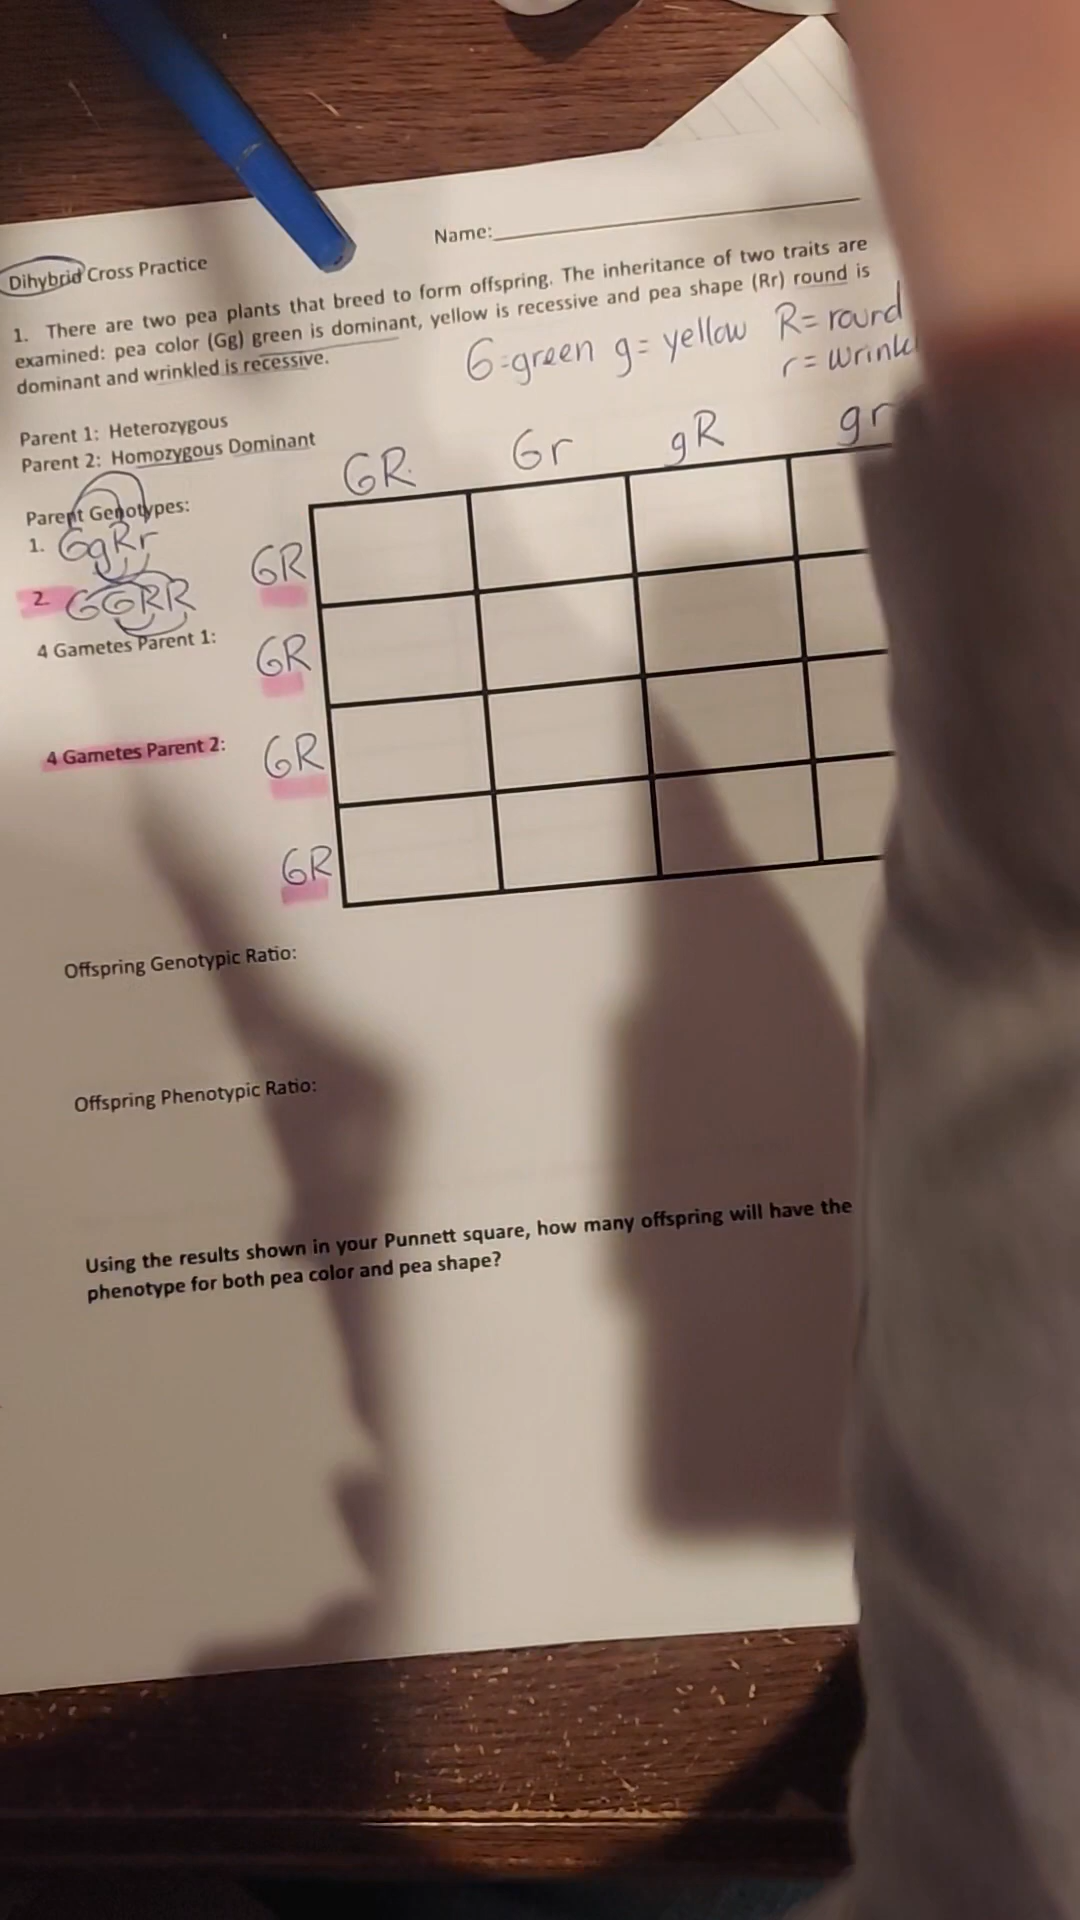 Name:
Dihybrid Cross Practice
1. There are two pea plants that breed to form offspring. The inheritance of two traits are
examined: pea color (Gg) green is dominant, yellow is recessive and pea shape (Rr) round is
dominant and wrinkled is recessive.
G=green g= yellow R= round
r=
Parent 1: Heterozygous
Parent 2: Homozygous Dominant
GR Gr gR gr
Parent Genotypes:
1. GgRr
2. GGRR
GR
4 Gametes Parent 1:
GR
4 Gametes Parent 2:
GR
GR
Offspring Genotypic Ratio:
Offspring Phenotypic Ratio:
Using the results shown in your Punnett square, how many offspring will have the
phenotype for both pea color and pea shape?